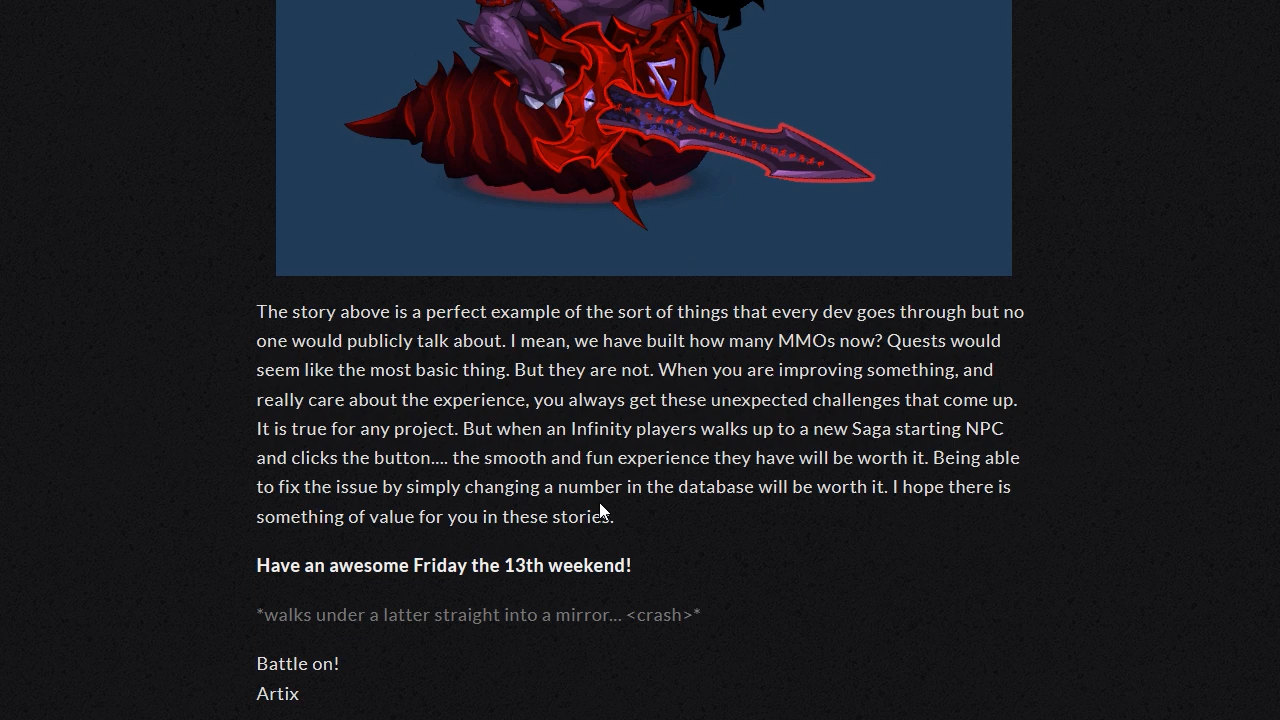 The story above is a perfect example of the sort of things that every dev goes through but no
one would publicly talk about. I mean, we have built how many MMOs now? Quests would
seem like the most basic thing. But they are not. When you are improving something, and
really care about the experience, you always get these unexpected challenges that come up.
It is true for any project. But when an Infinity players walks up to a new Saga starting NPC
and clicks the button.... the smooth and fun experience they have will be worth it. Being able
to fix the issue by simply changing a number in the database will be worth it. I hope there is
something of value for you in these stories.
Have an awesome Friday the 13th weekend!
*walks under a latter straight into a mirror... <crash>*
Battle on!
Artix